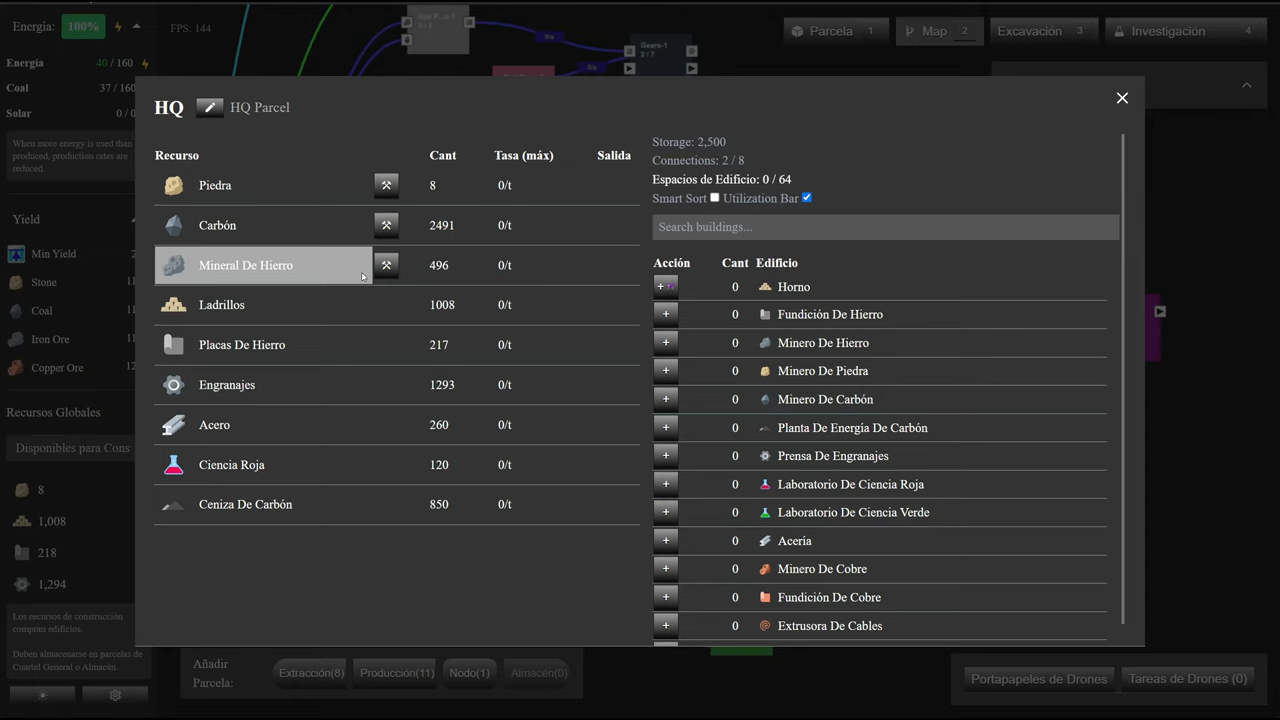 Energía: 100%
FPS: 144
Parcela 1
Map 2
Excavación 3
Investigación 4
Energía 40 / 160
Coal 37 / 160
Solar 0 / 0
When more energy is used than produced, production rates are reduced.
Yield
Min Yield 2
Stone 11
Coal 11
Iron Ore 11
Copper Ore 12
Recursos Globales
Disponibles para Cons
8
1,008
218
1,294
Los recursos de construcción compran edificios.
Deben almacenarse en parcelas de Cuartel General o Almacén.
Gears-1
2 / 7
HQ HQ Parcel
Recurso Cant Tasa (máx) Salida
Piedra 8 0/t
Carbón 2491 0/t
Mineral De Hierro 496 0/t
Ladrillos 1008 0/t
Placas De Hierro 217 0/t
Engranajes 1293 0/t
Acero 260 0/t
Ciencia Roja 120 0/t
Ceniza De Carbón 850 0/t
Storage: 2,500
Connections: 2 / 8
Espacios de Edificio: 0 / 64
Smart Sort Utilization Bar
Search buildings...
Acción Cant Edificio
+ 0 Horno
+ 0 Fundición De Hierro
+ 0 Minero De Hierro
+ 0 Minero De Piedra
+ 0 Minero De Carbón
+ 0 Planta De Energía De Carbón
+ 0 Prensa De Engranajes
+ 0 Laboratorio De Ciencia Roja
+ 0 Laboratorio De Ciencia Verde
+ 0 Acería
+ 0 Minero De Cobre
+ 0 Fundición De Cobre
+ 0 Extrusora De Cables
Añadir Parcela:
Extracción(8)
Producción(11)
Nodo(1)
Almacén(0)
Portapapeles de Drones
Tareas de Drones (0)